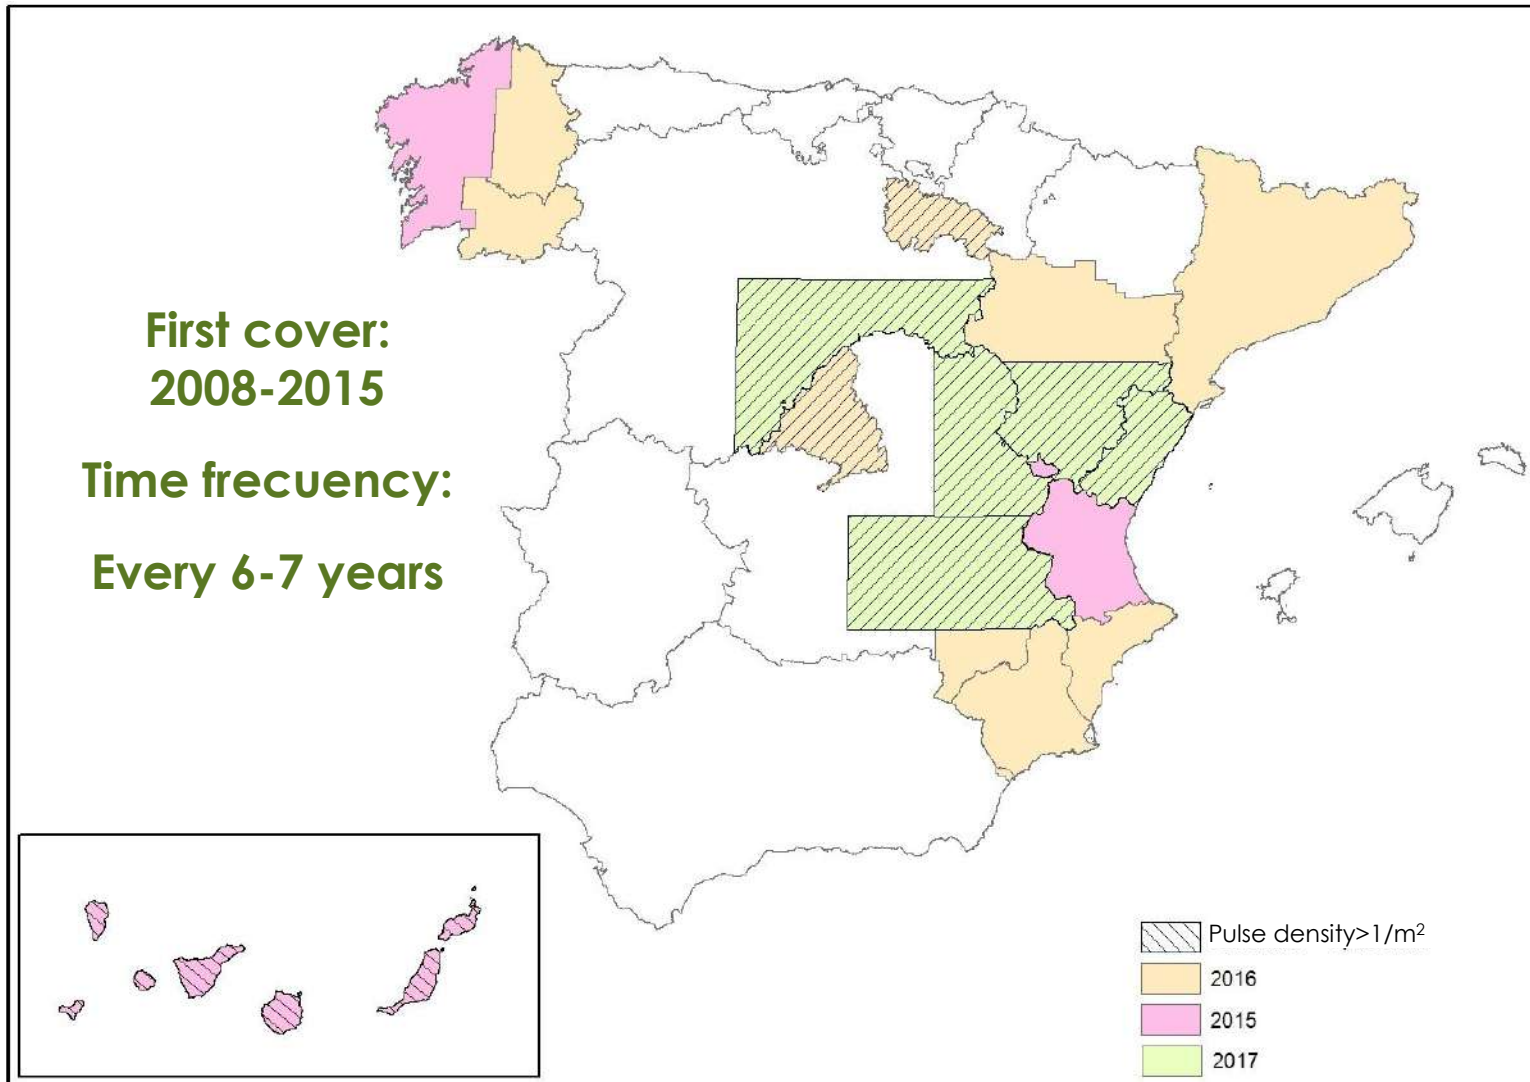 First cover:
2008-2015
Time frecuency:
Every 6-7 years
Pulse density>1/m²
2016
2015
2017